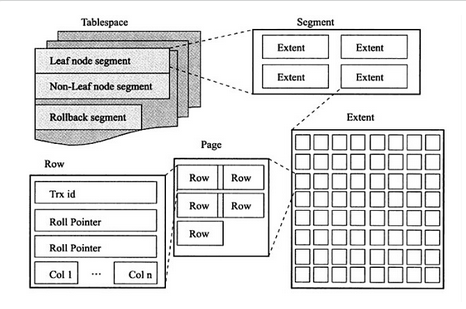 Tablespace
Segment
Leaf node segment
Non-Leaf node segment
Rollback segment
Extent Extent
Extent Extent
Extent
Page
Row Row
Row Row
Row
Row
Trx id
Roll Pointer
Roll Pointer
Col 1 ... Col n